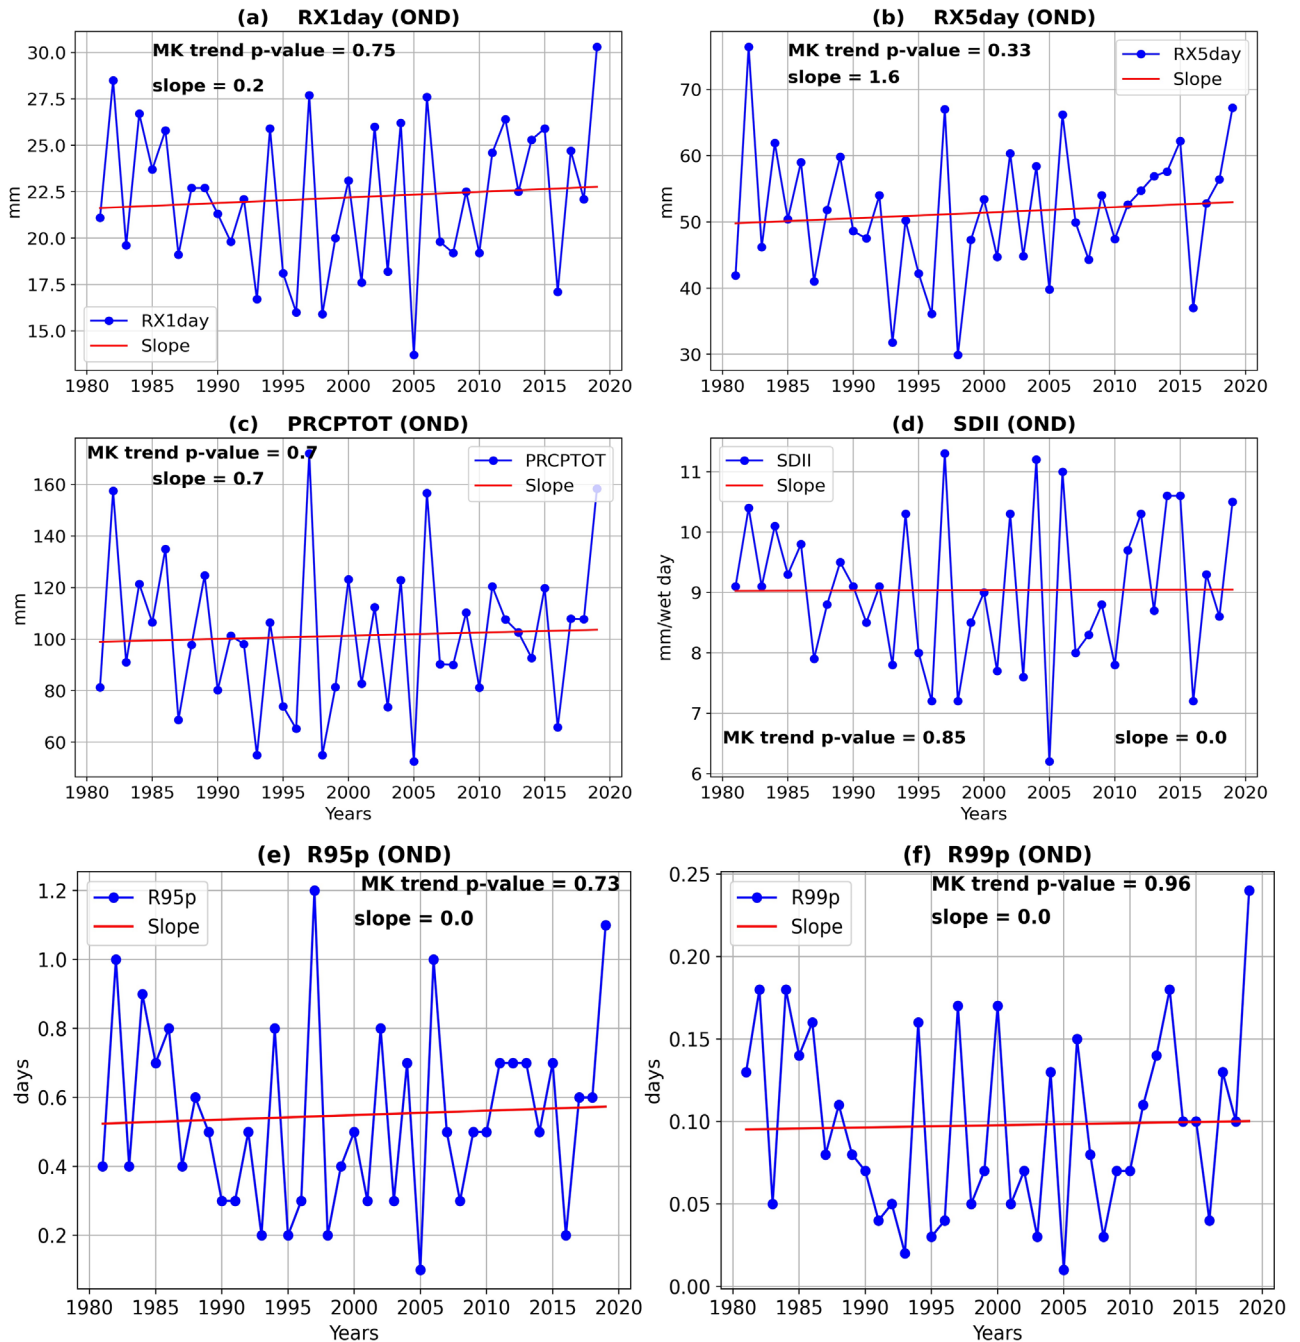 (a) RX1day (OND)
MK trend p-value = 0.75
slope = 0.2
30.0
27.5
25.0
22.5
20.0
17.5
15.0
mm
RX1day
Slope
1980 1985 1990 1995 2000 2005 2010 2015 2020
(b) RX5day (OND)
MK trend p-value = 0.33
slope = 1.6
RX5day
Slope
70
60
50
40
30
mm
1980 1985 1990 1995 2000 2005 2010 2015 2020
(c) PRCPTOT (OND)
MK trend p-value = 0.7
slope = 0.7
PRCPTOT
Slope
160
140
120
100
80
60
mm
1980 1985 1990 1995 2000 2005 2010 2015 2020
Years
(d) SDII (OND)
SDII
Slope
11
10
9
8
7
6
mm/wet day
MK trend p-value = 0.85
slope = 0.0
1980 1985 1990 1995 2000 2005 2010 2015 2020
Years
(e) R95p (OND)
R95p
Slope
MK trend p-value = 0.73
slope = 0.0
1.2
1.0
0.8
0.6
0.4
0.2
days
1980 1985 1990 1995 2000 2005 2010 2015 2020
Years
(f) R99p (OND)
R99p
Slope
MK trend p-value = 0.96
slope = 0.0
0.25
0.20
0.15
0.10
0.05
0.00
days
1980 1985 1990 1995 2000 2005 2010 2015 2020
Years